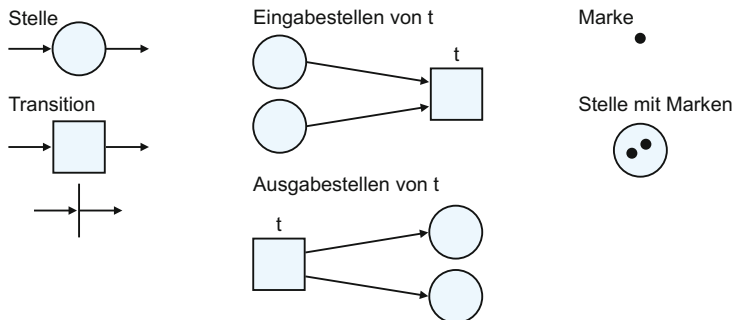 Stelle
Transition
Eingabestellen von t
t
Ausgabestellen von t
t
Marke
Stelle mit Marken